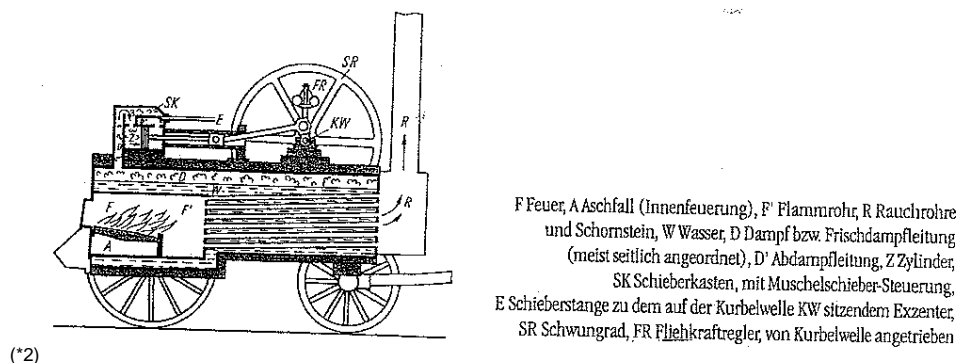 SR
FR
SK
E
KW
Z
R
D
W
F
F'
R
A
F Feuer, A Aschfall (Innenfeuerung), F' Flammrohr, R Rauchrohre
und Schornstein, W Wasser, D Dampf bzw. Frischdampfleitung
(meist seitlich angeordnet), D' Abdampfleitung, Z Zylinder,
SK Schieberkasten, mit Muschelschieber-Steuerung,
E Schieberstange zu dem auf der Kurbelwelle KW sitzendem Exzenter,
SR Schwungrad, FR Fliehkraftregler, von Kurbelwelle angetrieben
(*2)